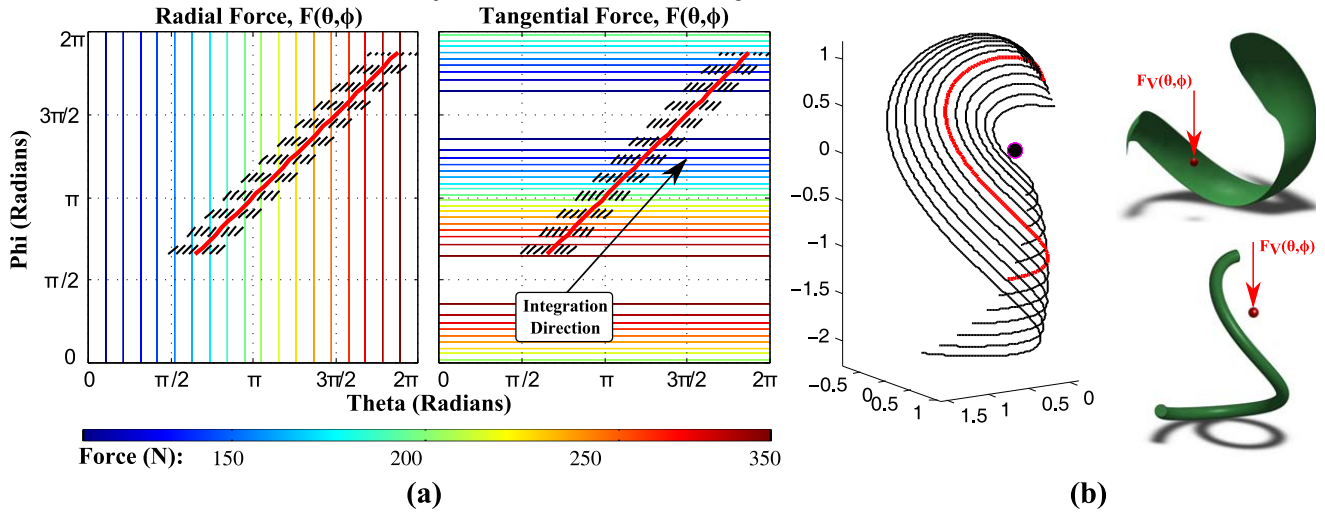 Radial Force, F(θ,ϕ)
Tangential Force, F(θ,ϕ)
Phi (Radians)
2π
3π/2
π
π/2
0
0 π/2 π 3π/2 2π
0 π/2 π 3π/2 2π
Integration
Direction
Theta (Radians)
Force (N): 150 200 250 350
(a)
1
0.5
0
−0.5
−1
−1.5
−2
−0.5
0
0.5
1
1.5
1
0.5
0
FV(θ,ϕ)
FV(θ,ϕ)
(b)